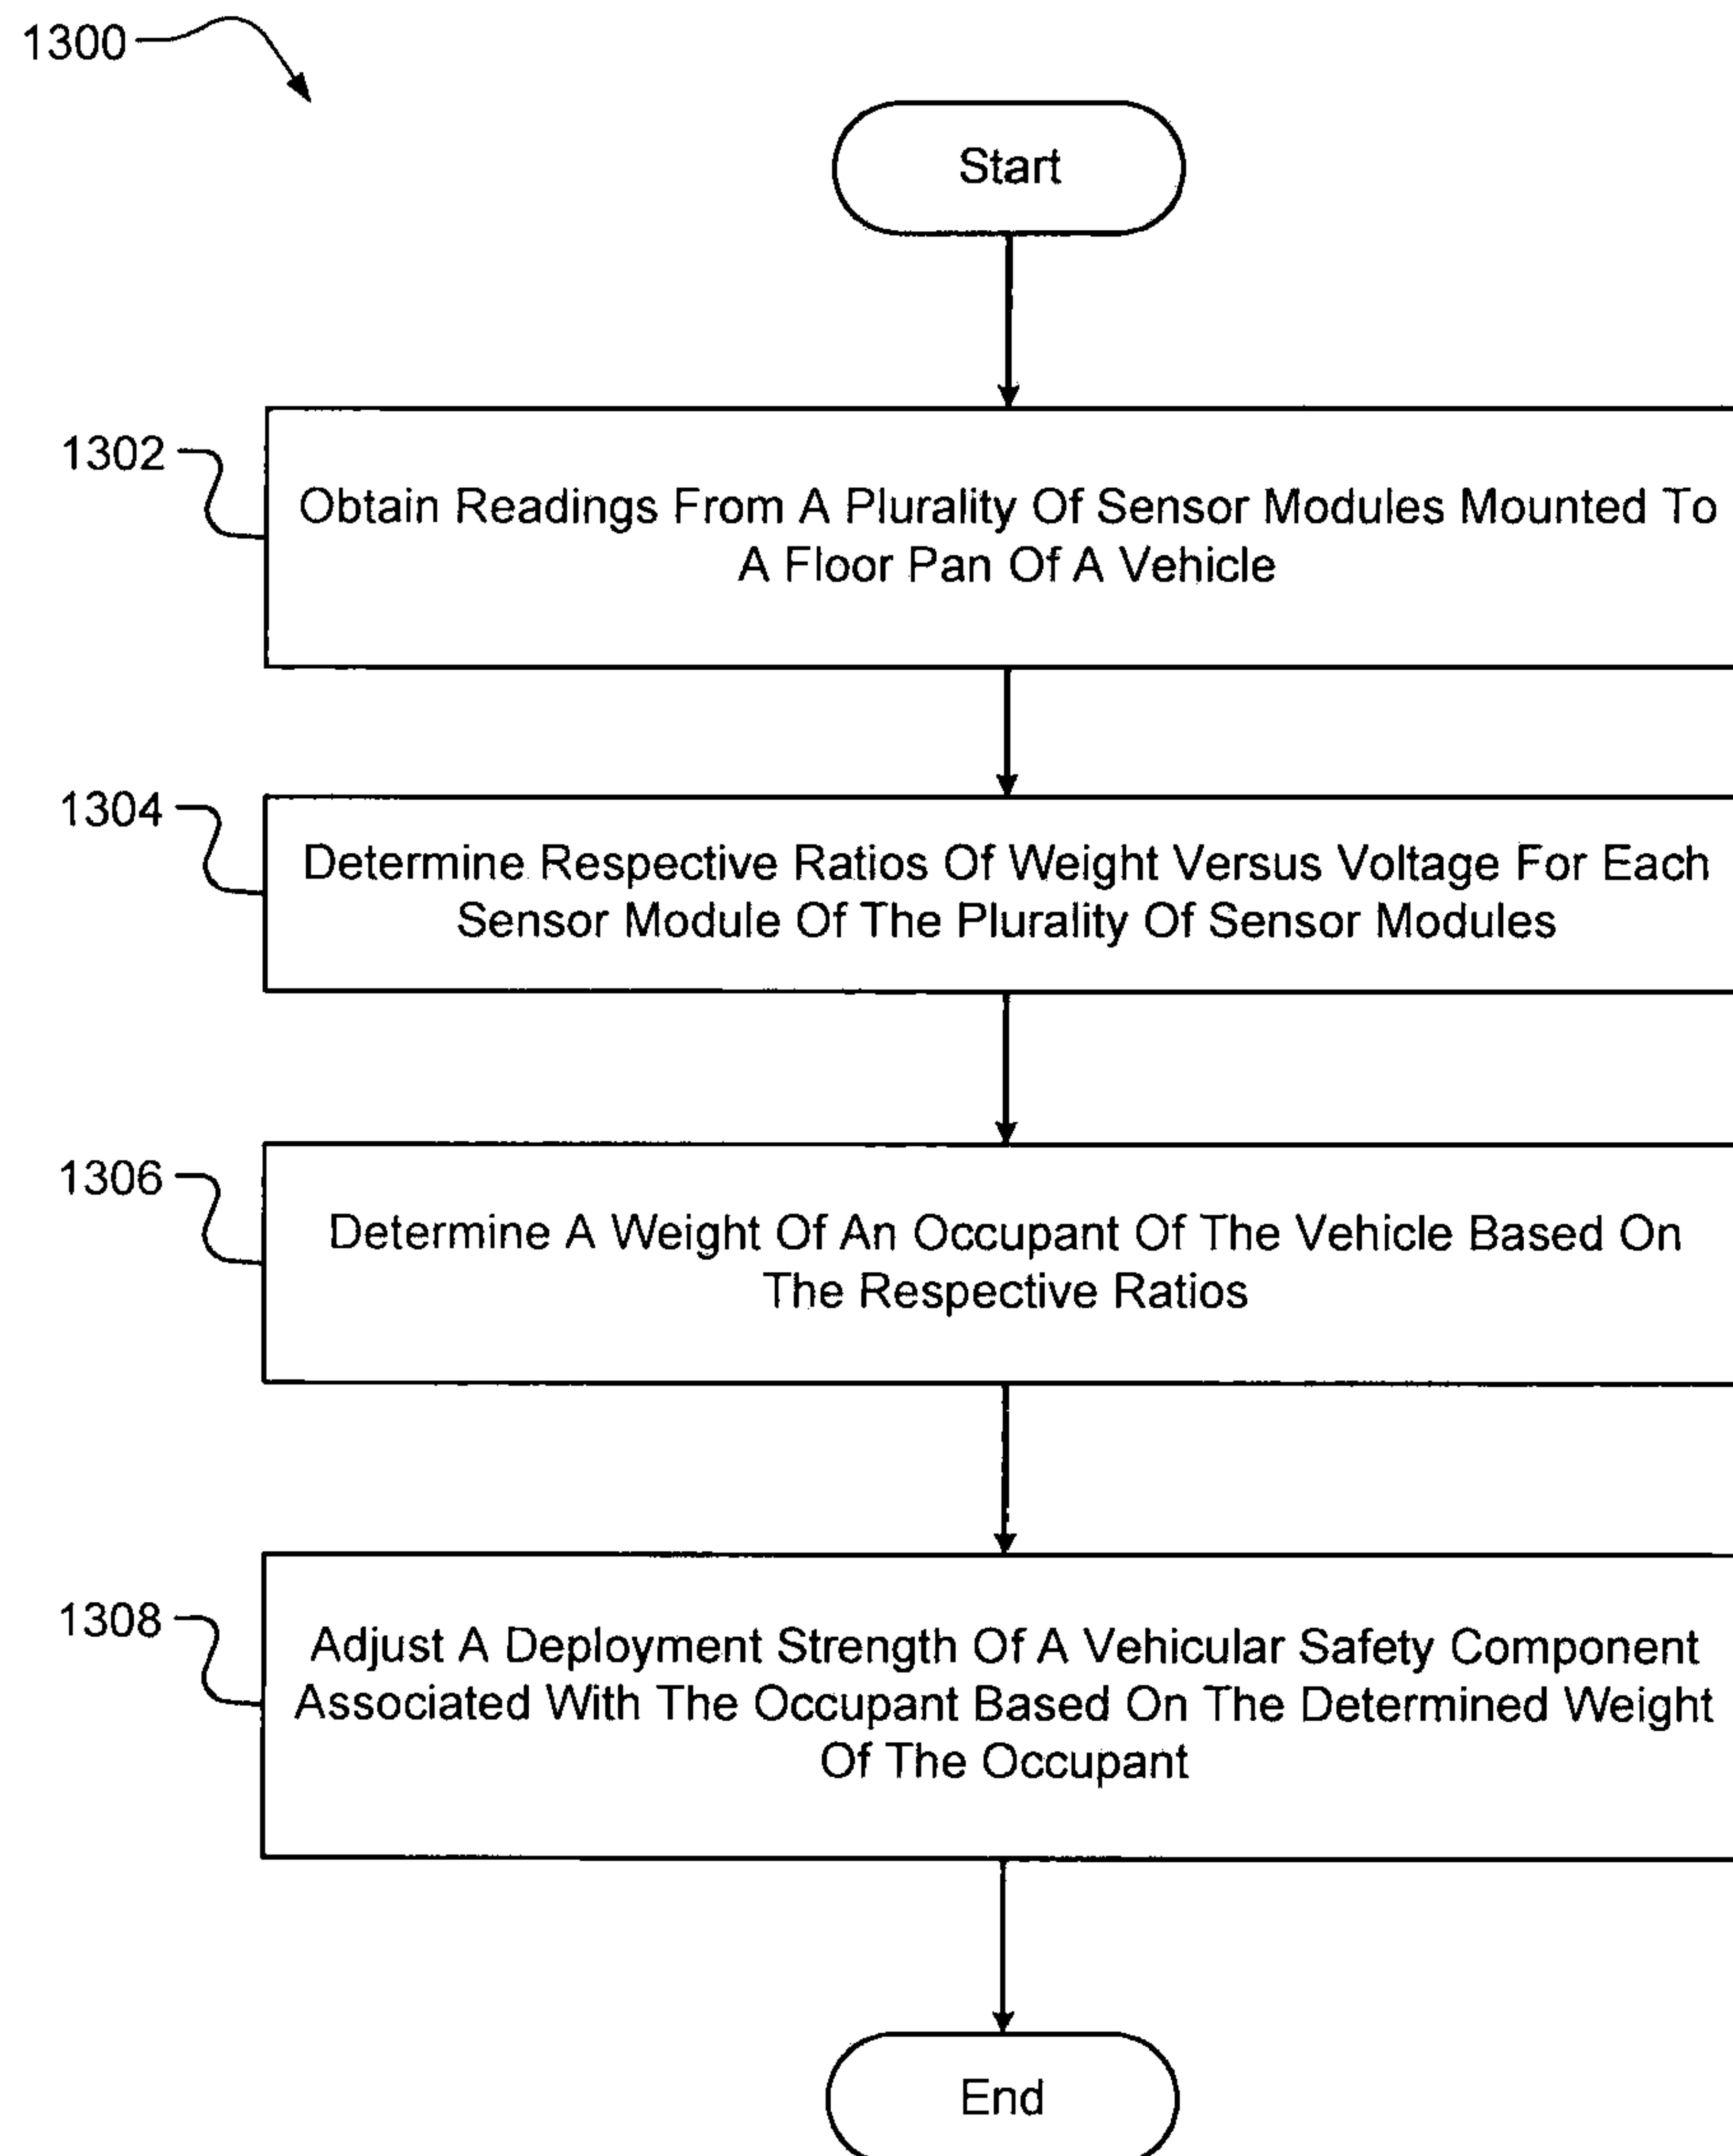 1300
Start
1302
Obtain Readings From A Plurality Of Sensor Modules Mounted To
A Floor Pan Of A Vehicle
1304
Determine Respective Ratios Of Weight Versus Voltage For Each
Sensor Module Of The Plurality Of Sensor Modules
1306
Determine A Weight Of An Occupant Of The Vehicle Based On
The Respective Ratios
1308
Adjust A Deployment Strength Of A Vehicular Safety Component
Associated With The Occupant Based On The Determined Weight
Of The Occupant
End